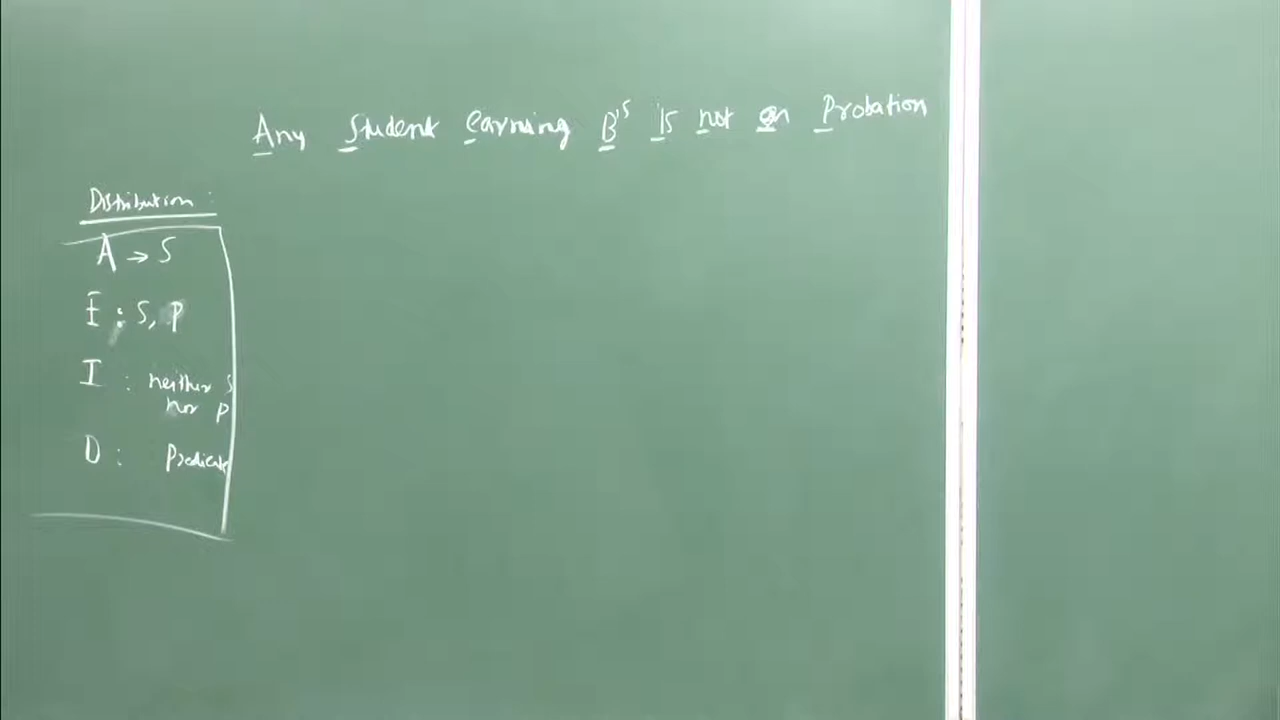 Any Student earning B's Is not on Probation
Distribution :
A → S
E : S, P
I : neither S
nor P
O : Predicate